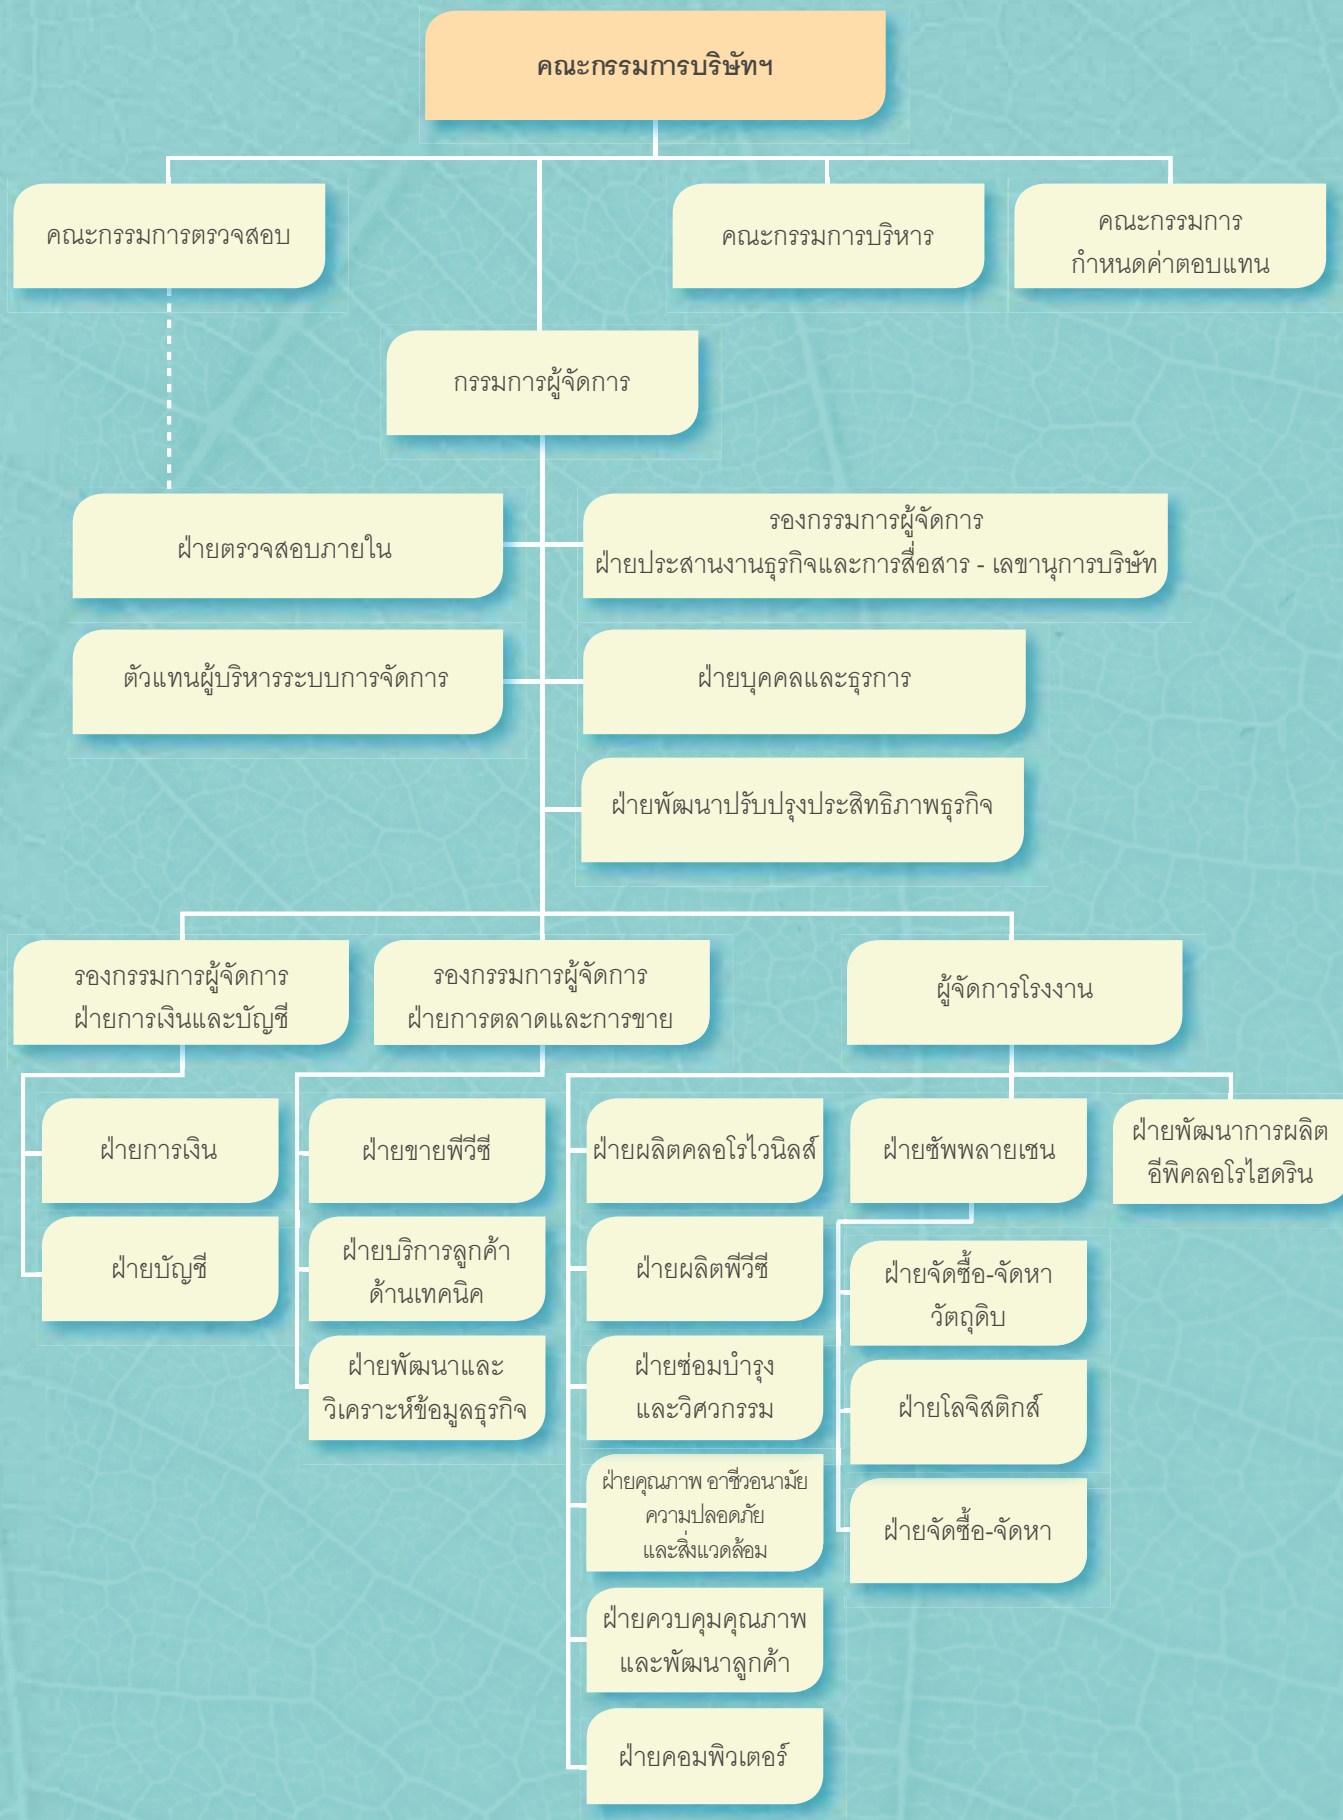 คณะกรรมการบริษัทฯ
คณะกรรมการตรวจสอบ
คณะกรรมการบริหาร
คณะกรรมการ
กำหนดค่าตอบแทน
กรรมการผู้จัดการ
ฝ่ายตรวจสอบภายใน
รองกรรมการผู้จัดการ
ฝ่ายประสานงานธุรกิจและการสื่อสาร - เลขานุการบริษัท
ตัวแทนผู้บริหารระบบการจัดการ
ฝ่ายบุคคลและธุรการ
ฝ่ายพัฒนาปรับปรุงประสิทธิภาพธุรกิจ
รองกรรมการผู้จัดการ
ฝ่ายการเงินและบัญชี
รองกรรมการผู้จัดการ
ฝ่ายการตลาดและการขาย
ผู้จัดการโรงงาน
ฝ่ายการเงิน
ฝ่ายบัญชี
ฝ่ายขายพีวีซี
ฝ่ายบริการลูกค้า
ด้านเทคนิค
ฝ่ายพัฒนาและ
วิเคราะห์ข้อมูลธุรกิจ
ฝ่ายผลิตคลอโรไวนิลส์
ฝ่ายผลิตพีวีซี
ฝ่ายซ่อมบำรุง
และวิศวกรรม
ฝ่ายคุณภาพ อาชีวอนามัย
ความปลอดภัย
และสิ่งแวดล้อม
ฝ่ายควบคุมคุณภาพ
และพัฒนาลูกค้า
ฝ่ายคอมพิวเตอร์
ฝ่ายซัพพลายเชน
ฝ่ายจัดซื้อ-จัดหา
วัตถุดิบ
ฝ่ายโลจิสติกส์
ฝ่ายจัดซื้อ-จัดหา
ฝ่ายพัฒนาการผลิต
อีพิคลอโรไฮดริน